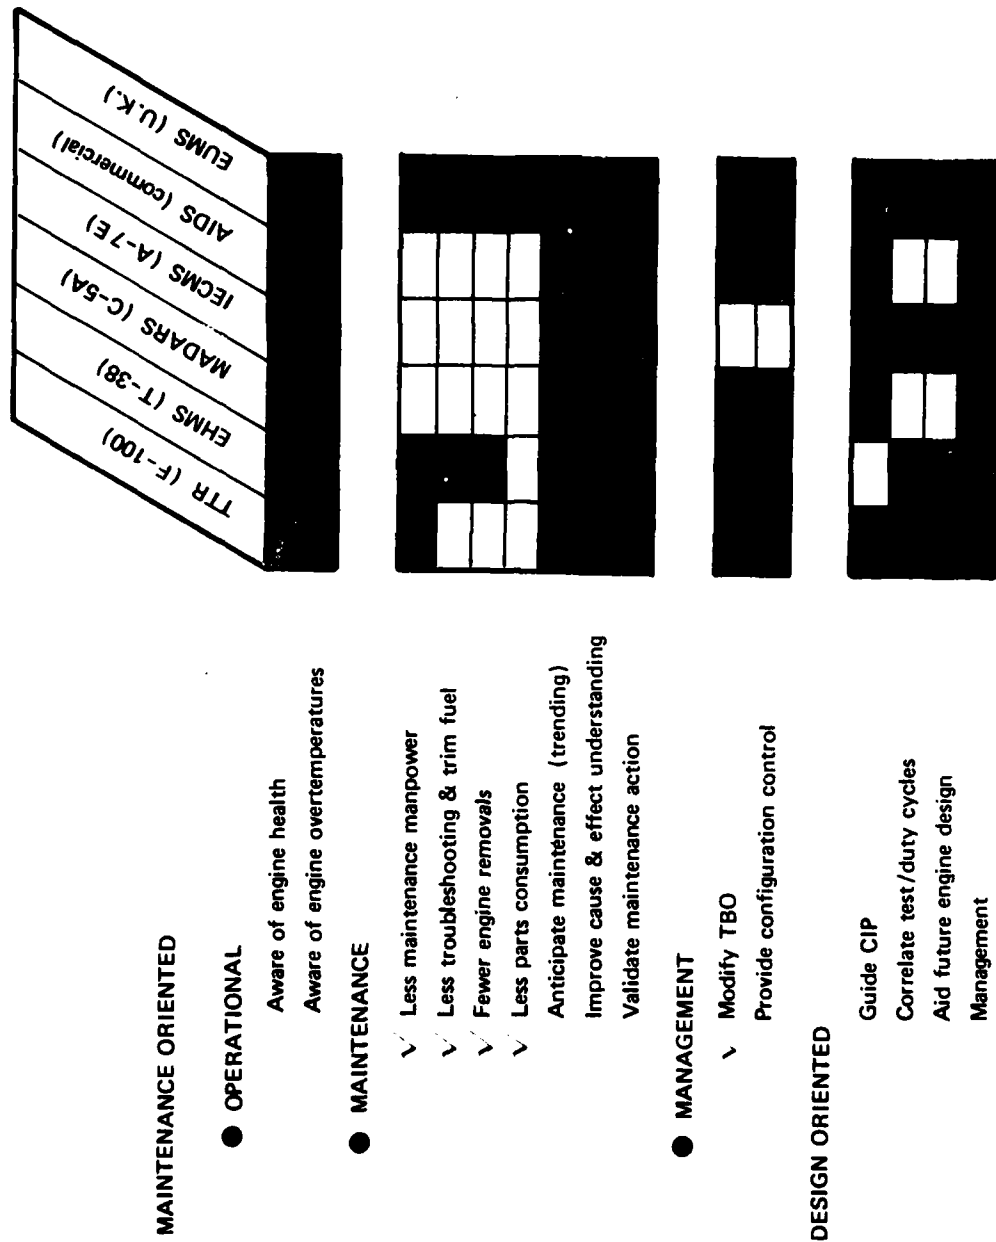 TTR (F-100)
EHMS (T-38)
MADARS (C-5A)
IECMS (A-7E)
AIDS (commercial)
EUMS (U.K.)
MAINTENANCE ORIENTED
● OPERATIONAL
Aware of engine health
Aware of engine overtemperatures
● MAINTENANCE
✓ Less maintenance manpower
✓ Less troubleshooting & trim fuel
✓ Fewer engine removals
✓ Less parts consumption
Anticipate maintenance (trending)
Improve cause & effect understanding
Validate maintenance action
● MANAGEMENT
✓ Modify TBO
Provide configuration control
DESIGN ORIENTED
Guide CIP
Correlate test/duty cycles
Aid future engine design
Management